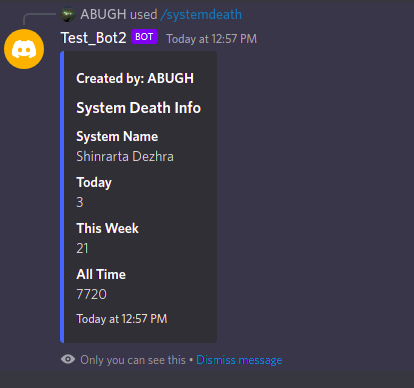 ABUGH used /systemdeath
Test_Bot2 BOT Today at 12:57 PM
Created by: ABUGH
System Death Info
System Name
Shinrarta Dezhra
Today
3
This Week
21
All Time
7720
Today at 12:57 PM
Only you can see this • Dismiss message